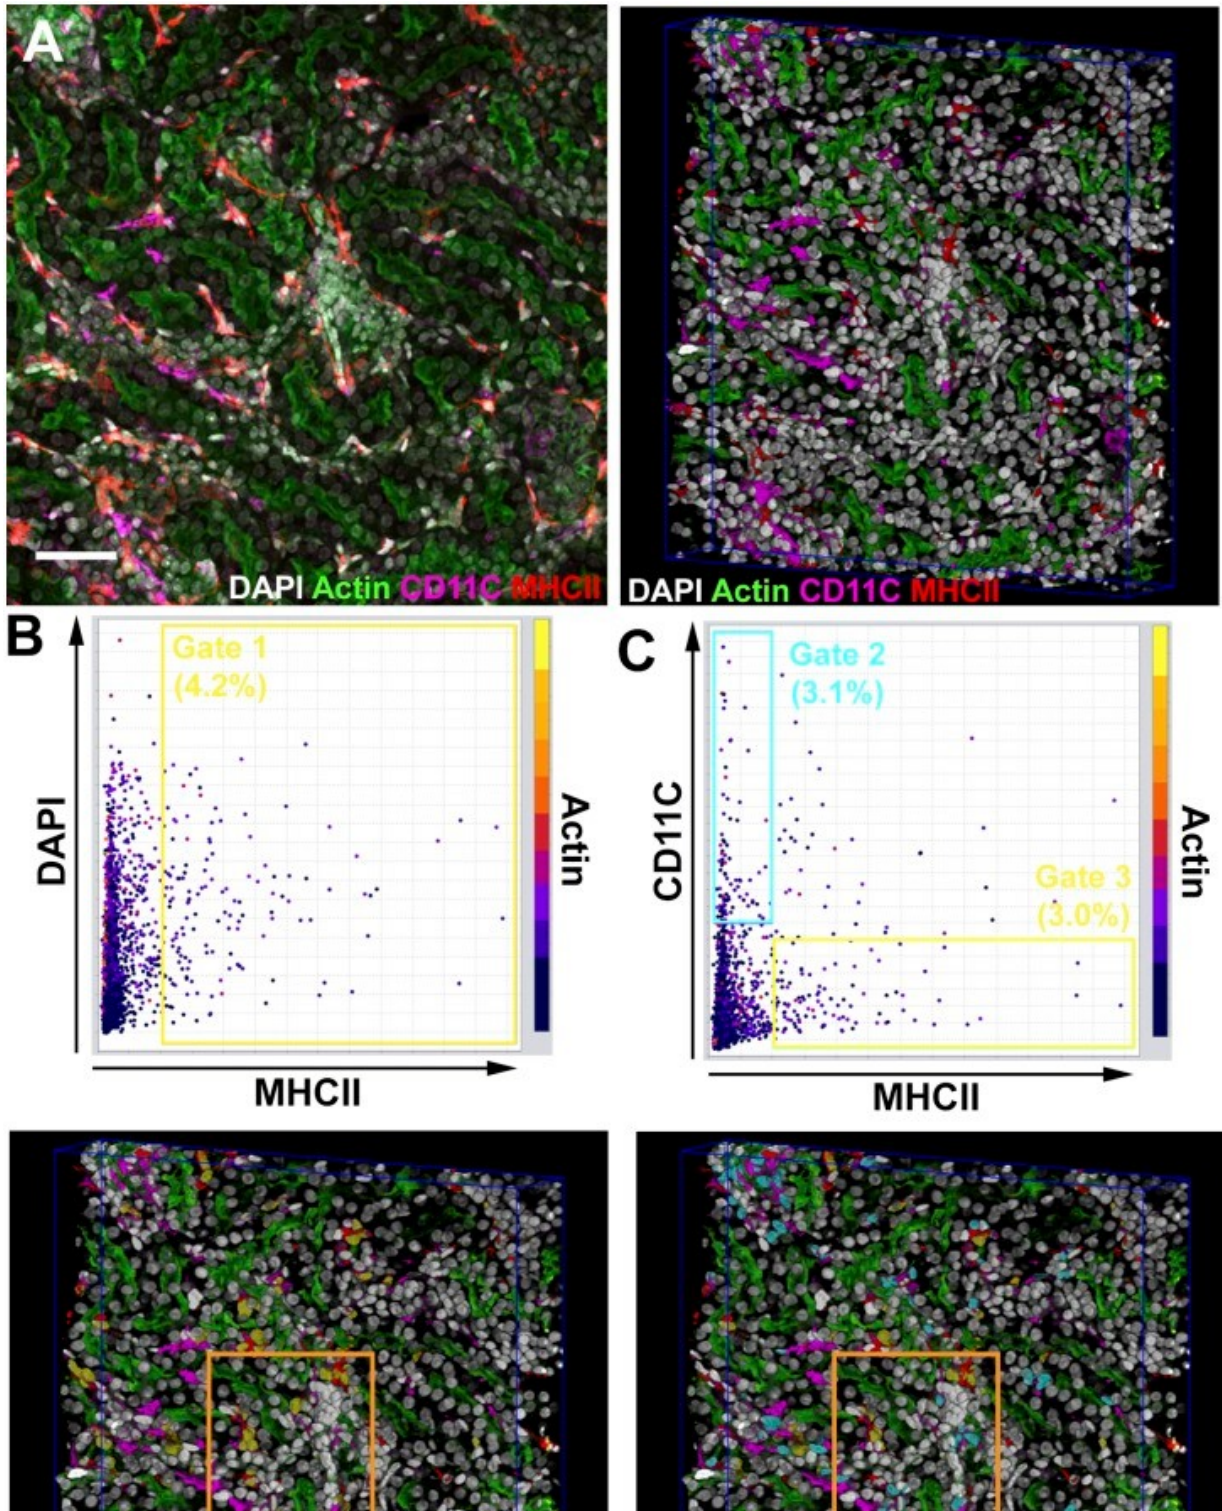 A
DAPI Actin CD11C MHCII
DAPI Actin CD11C MHCII
B
Gate 1
(4.2%)
DAPI
Actin
MHCII
C
Gate 2
(3.1%)
CD11C
Gate 3
(3.0%)
Actin
MHCII